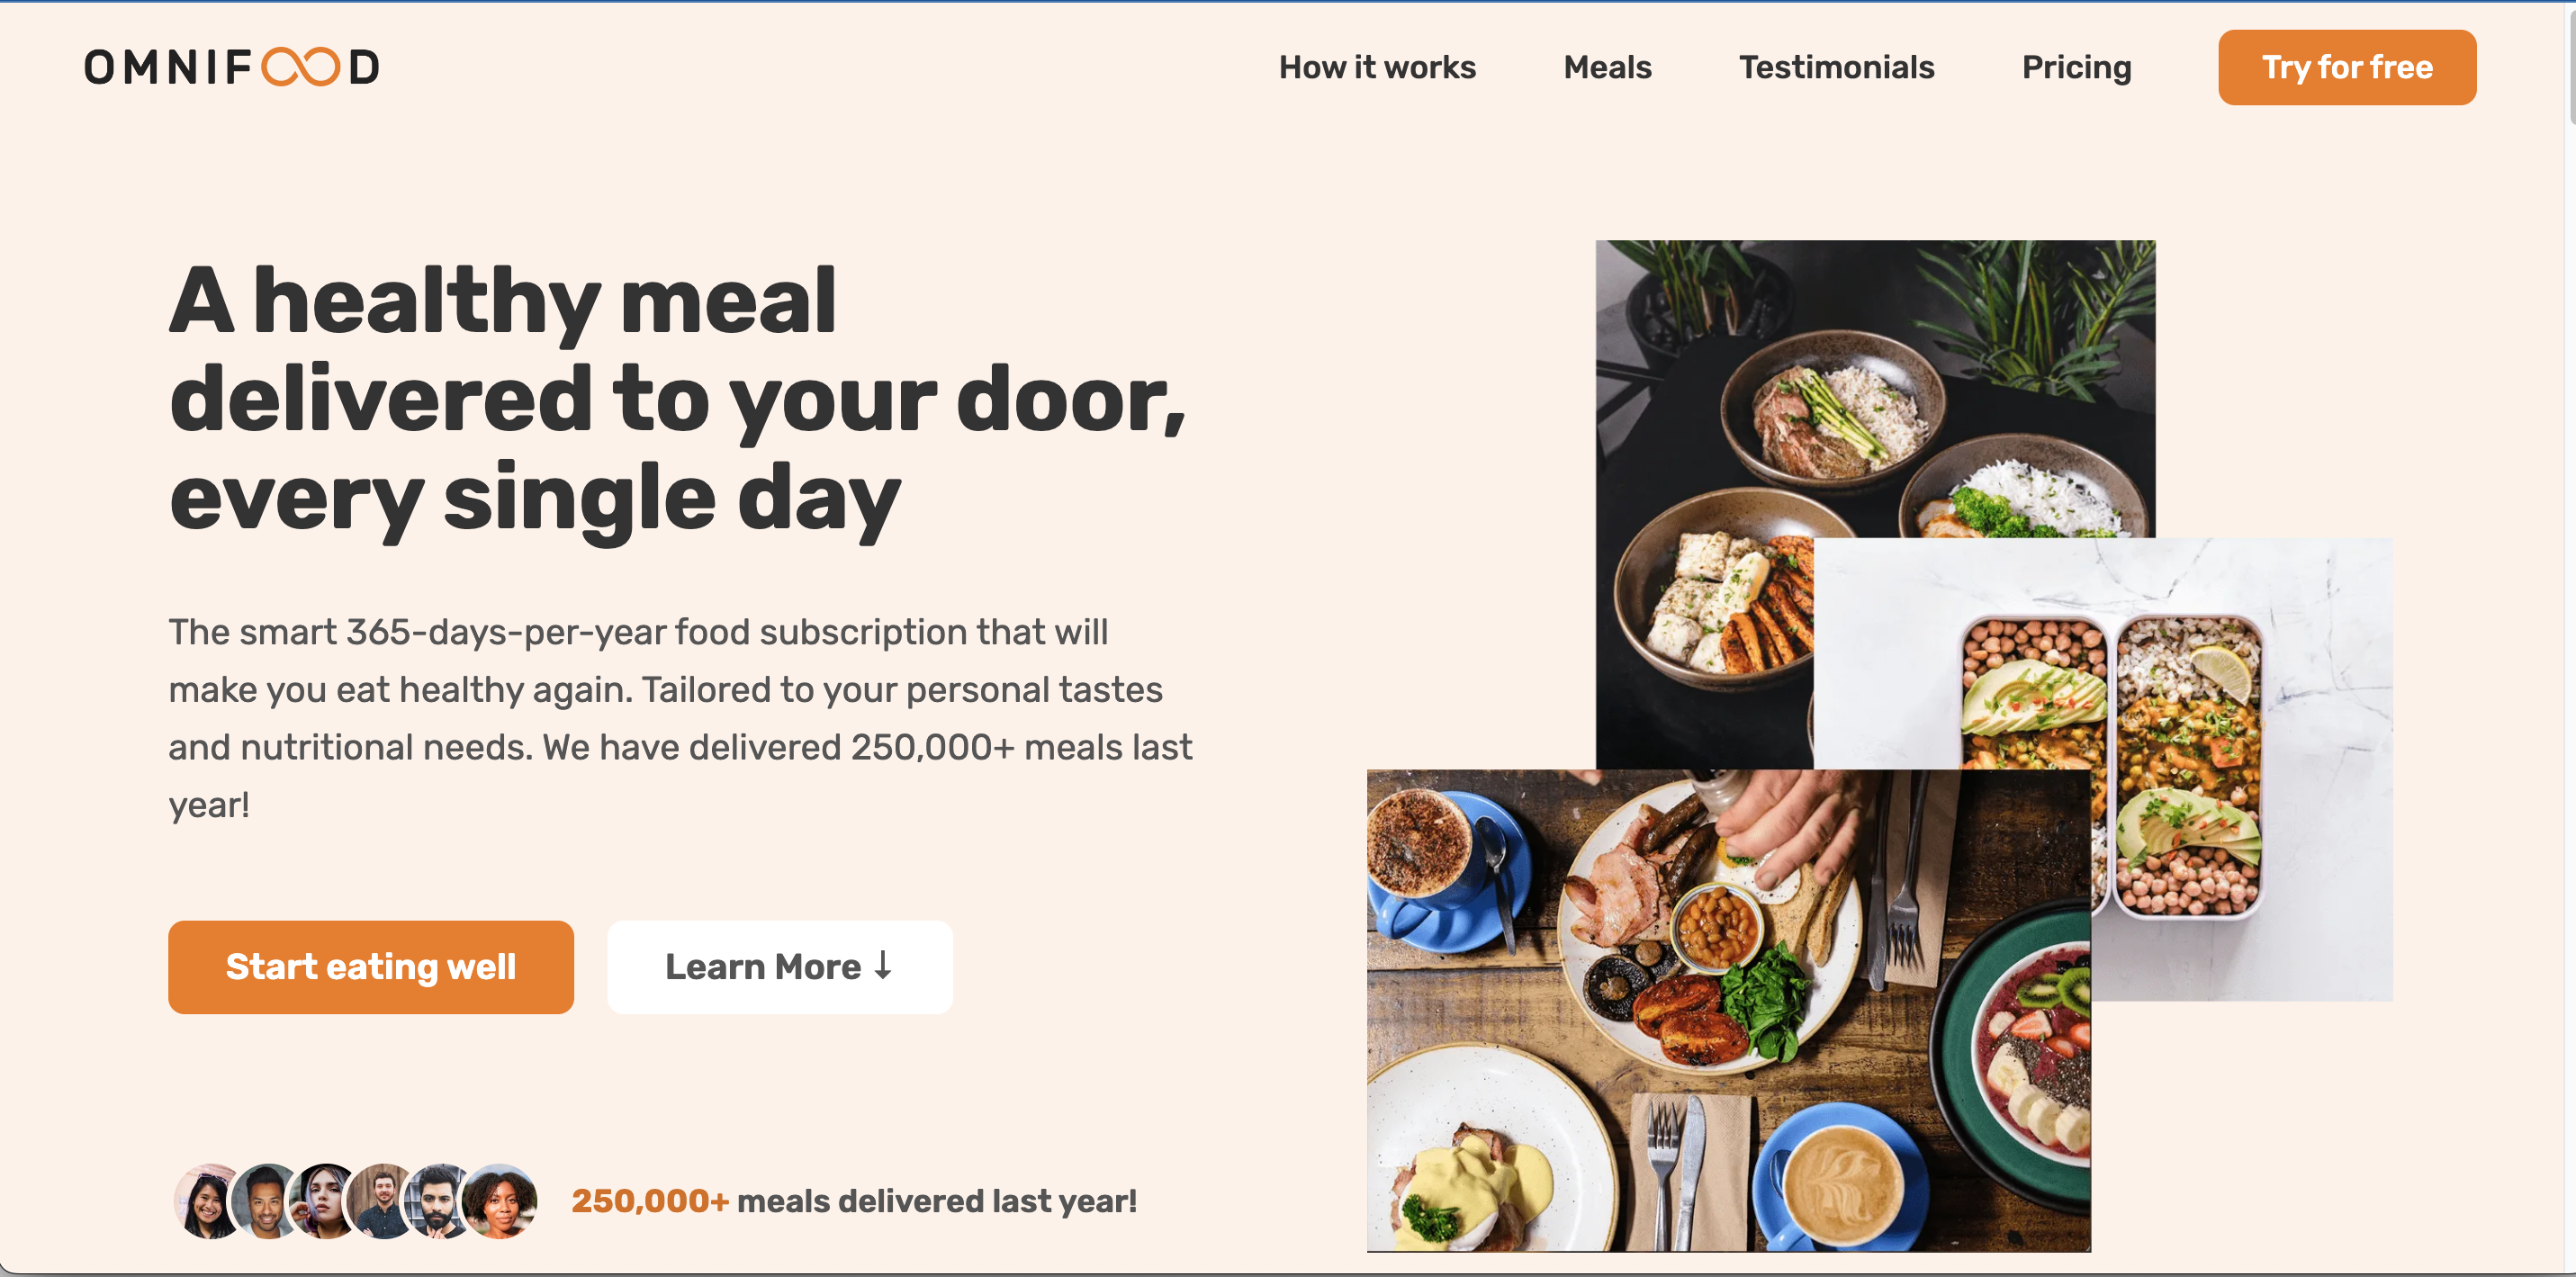 OMNIFOOD
How it works
Meals
Testimonials
Pricing
Try for free
A healthy meal
delivered to your door,
every single day
The smart 365-days-per-year food subscription that will
make you eat healthy again. Tailored to your personal tastes
and nutritional needs. We have delivered 250,000+ meals last
year!
Start eating well
Learn More ↓
250,000+ meals delivered last year!